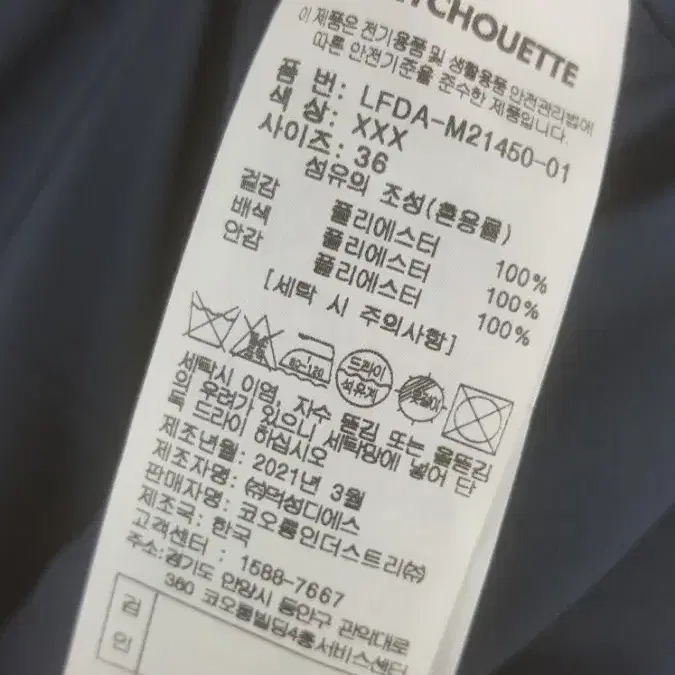 TCHOUETTE
이 제품은 전기용품 및 생활용품 안전관리법에
따른 안전기준을 준수한 제품입니다.
품 번: LFDA-M21450-01
색 상: XXX
사이즈: 36
섬유의 조성(혼용률)
겉감 폴리에스터 100%
배색 폴리에스터 100%
안감 폴리에스터 100%
[세탁 시 주의사항]
80~120
드라이
석유계
세탁시 이염, 자수 뜯김 또는 올뜯김
의 우려가 있으니 세탁망에 넣어 단
독 드라이 하십시오
제조년월: 2021년 3월
제조자명: ㈜덕성디에스
판매자명: 코오롱인더스트리㈜
제조국: 한국
고객센터: 1588-7667
주소: 경기도 안양시 동안구 관악대로
360 코오롱빌딩4층서비스센터
검
인